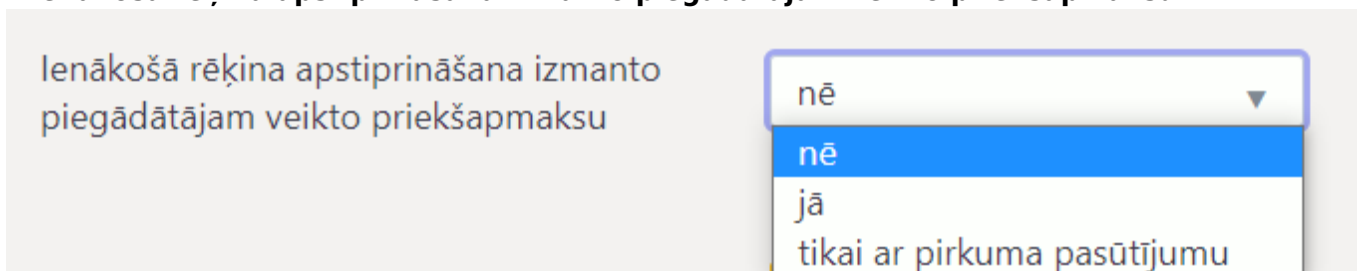 Ienākošā rēķina apstiprināšana izmanto
piegādātājam veikto priekšapmaksu
nē
nē
jā
tikai ar pirkuma pasūtījumu